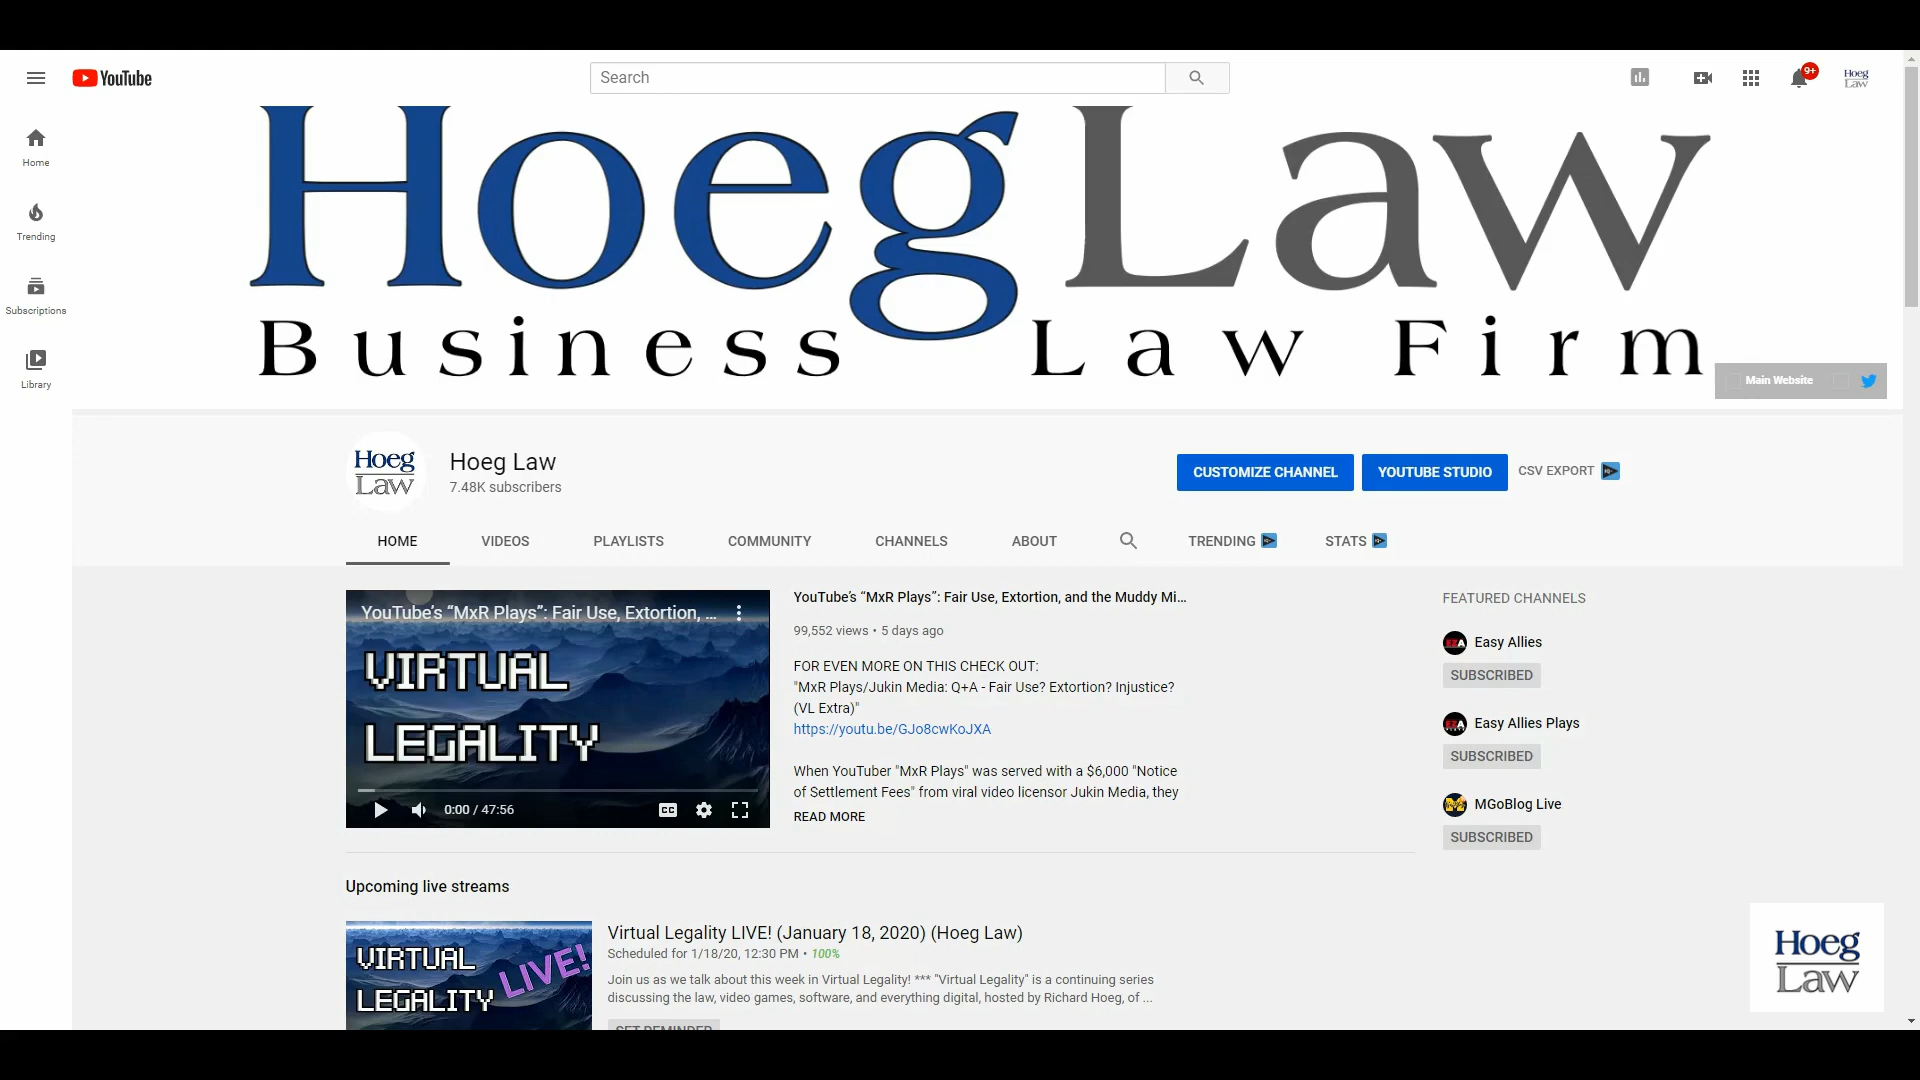 YouTube
Search
9+
Hoeg
Law
Home
Trending
Subscriptions
Library
HoegLaw
Business Law Firm
Main Website
Hoeg
Law
Hoeg Law
7.48K subscribers
CUSTOMIZE CHANNEL
YOUTUBE STUDIO
CSV EXPORT
HOME
VIDEOS
PLAYLISTS
COMMUNITY
CHANNELS
ABOUT
TRENDING
STATS
YouTube's “MxR Plays”: Fair Use, Extortion, ...
VIRTUAL
LEGALITY
0:00 / 47:56
CC
YouTube's “MxR Plays”: Fair Use, Extortion, and the Muddy Mi...
99,552 views • 5 days ago
FOR EVEN MORE ON THIS CHECK OUT:
"MxR Plays/Jukin Media: Q+A - Fair Use? Extortion? Injustice?
(VL Extra)"
https://youtu.be/GJo8cwKoJXA
When YouTuber "MxR Plays" was served with a $6,000 "Notice
of Settlement Fees" from viral video licensor Jukin Media, they
READ MORE
FEATURED CHANNELS
EZA
Easy Allies
SUBSCRIBED
EZA
Easy Allies Plays
SUBSCRIBED
MGoBlog Live
SUBSCRIBED
Upcoming live streams
VIRTUAL
LEGALITY
LIVE!
Virtual Legality LIVE! (January 18, 2020) (Hoeg Law)
Scheduled for 1/18/20, 12:30 PM • 100%
Join us as we talk about this week in Virtual Legality! *** "Virtual Legality" is a continuing series
discussing the law, video games, software, and everything digital, hosted by Richard Hoeg, of ...
SET REMINDER
Hoeg
Law